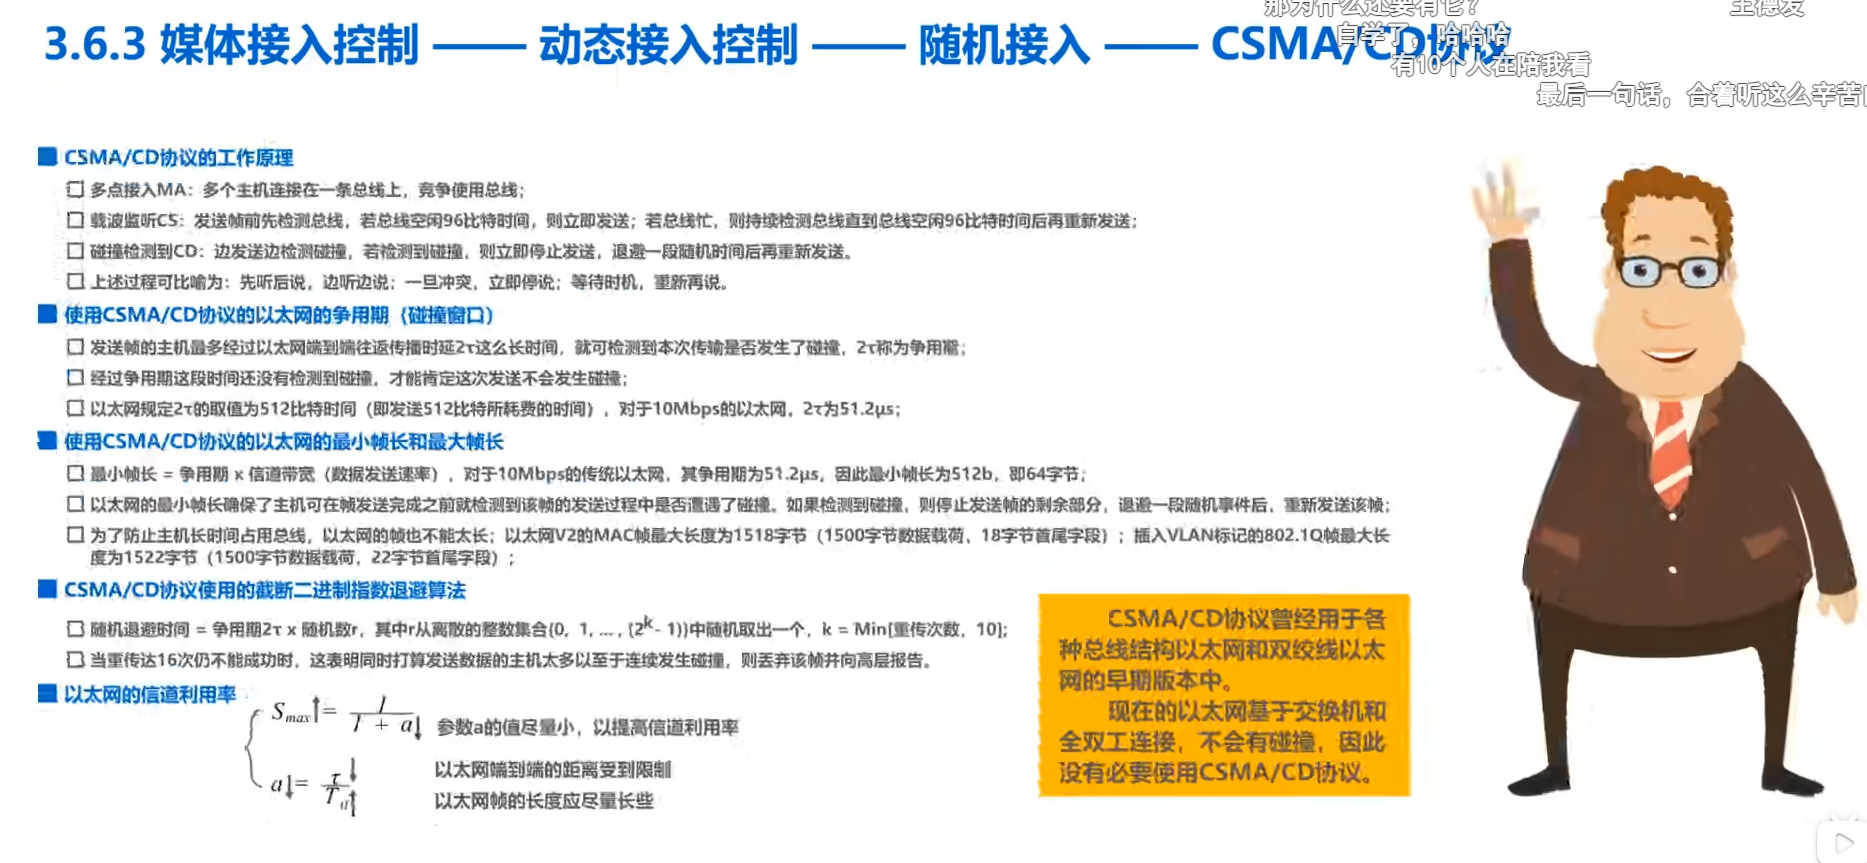 那为什么还要有它?
王德发
3.6.3 媒体接入控制 —— 动态接入控制 —— 随机接入 —— CSMA/CD协议
白学了，哈哈哈
有10个人在陪我看
最后一句话，合着听这么辛苦
CSMA/CD协议的工作原理
多点接入MA：多个主机连接在一条总线上，竞争使用总线；
载波监听CS：发送帧前先检测总线，若总线空闲96比特时间，则立即发送；若总线忙，则持续检测总线直到总线空闲96比特时间后再重新发送；
碰撞检测到CD：边发送边检测碰撞，若检测到碰撞，则立即停止发送，退避一段随机时间后再重新发送。
上述过程可比喻为：先听后说，边听边说；一旦冲突，立即停说；等待时机，重新再说。
使用CSMA/CD协议的以太网的争用期（碰撞窗口）
发送帧的主机最多经过以太网端到端往返传播时延2τ这么长时间，就可检测到本次传输是否发生了碰撞，2τ称为争用期；
经过争用期这段时间还没有检测到碰撞，才能肯定这次发送不会发生碰撞；
以太网规定2τ的取值为512比特时间（即发送512比特所耗费的时间），对于10Mbps的以太网，2τ为51.2μs；
使用CSMA/CD协议的以太网的最小帧长和最大帧长
最小帧长 = 争用期 x 信道带宽（数据发送速率），对于10Mbps的传统以太网，其争用期为51.2μs，因此最小帧长为512b，即64字节；
以太网的最小帧长确保了主机可在帧发送完成之前就检测到该帧的发送过程中是否遭遇了碰撞。如果检测到碰撞，则停止发送帧的剩余部分，退避一段随机事件后，重新发送该帧；
为了防止主机长时间占用总线，以太网的帧也不能太长；以太网V2的MAC帧最大长度为1518字节（1500字节数据载荷，18字节首尾字段）；插入VLAN标记的802.1Q帧最大长
度为1522字节（1500字节数据载荷，22字节首尾字段）；
CSMA/CD协议使用的截断二进制指数退避算法
随机退避时间 = 争用期2τ x 随机数r，其中r从离散的整数集合{0, 1, ..., (2^k - 1)}中随机取出一个，k = Min[重传次数，10]；
当重传达16次仍不能成功时，这表明同时打算发送数据的主机太多以至于连续发生碰撞，则丢弃该帧并向高层报告。
以太网的信道利用率
Smax↑= 1 / 1 + a↓ 参数a的值尽量小，以提高信道利用率
a↓= τ↓ / T0↑ 以太网端到端的距离受到限制
以太网帧的长度应尽量长些
CSMA/CD协议曾经用于各
种总线结构以太网和双绞线以太
网的早期版本中。
现在的以太网基于交换机和
全双工连接，不会有碰撞，因此
没有必要使用CSMA/CD协议。